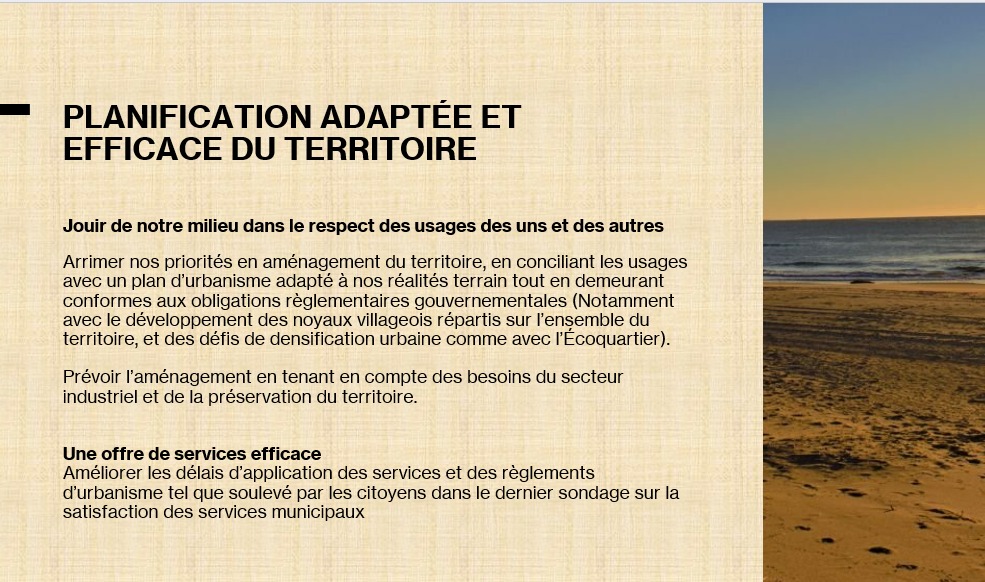 PLANIFICATION ADAPTÉE ET
EFFICACE DU TERRITOIRE
Jouir de notre milieu dans le respect des usages des uns et des autres
Arrimer nos priorités en aménagement du territoire, en conciliant les usages
avec un plan d’urbanisme adapté à nos réalités terrain tout en demeurant
conformes aux obligations règlementaires gouvernementales (Notamment
avec le développement des noyaux villageois répartis sur l’ensemble du
territoire, et des défis de densification urbaine comme avec l’Écoquartier).
Prévoir l’aménagement en tenant en compte des besoins du secteur
industriel et de la préservation du territoire.
Une offre de services efficace
Améliorer les délais d’application des services et des règlements
d’urbanisme tel que soulevé par les citoyens dans le dernier sondage sur la
satisfaction des services municipaux